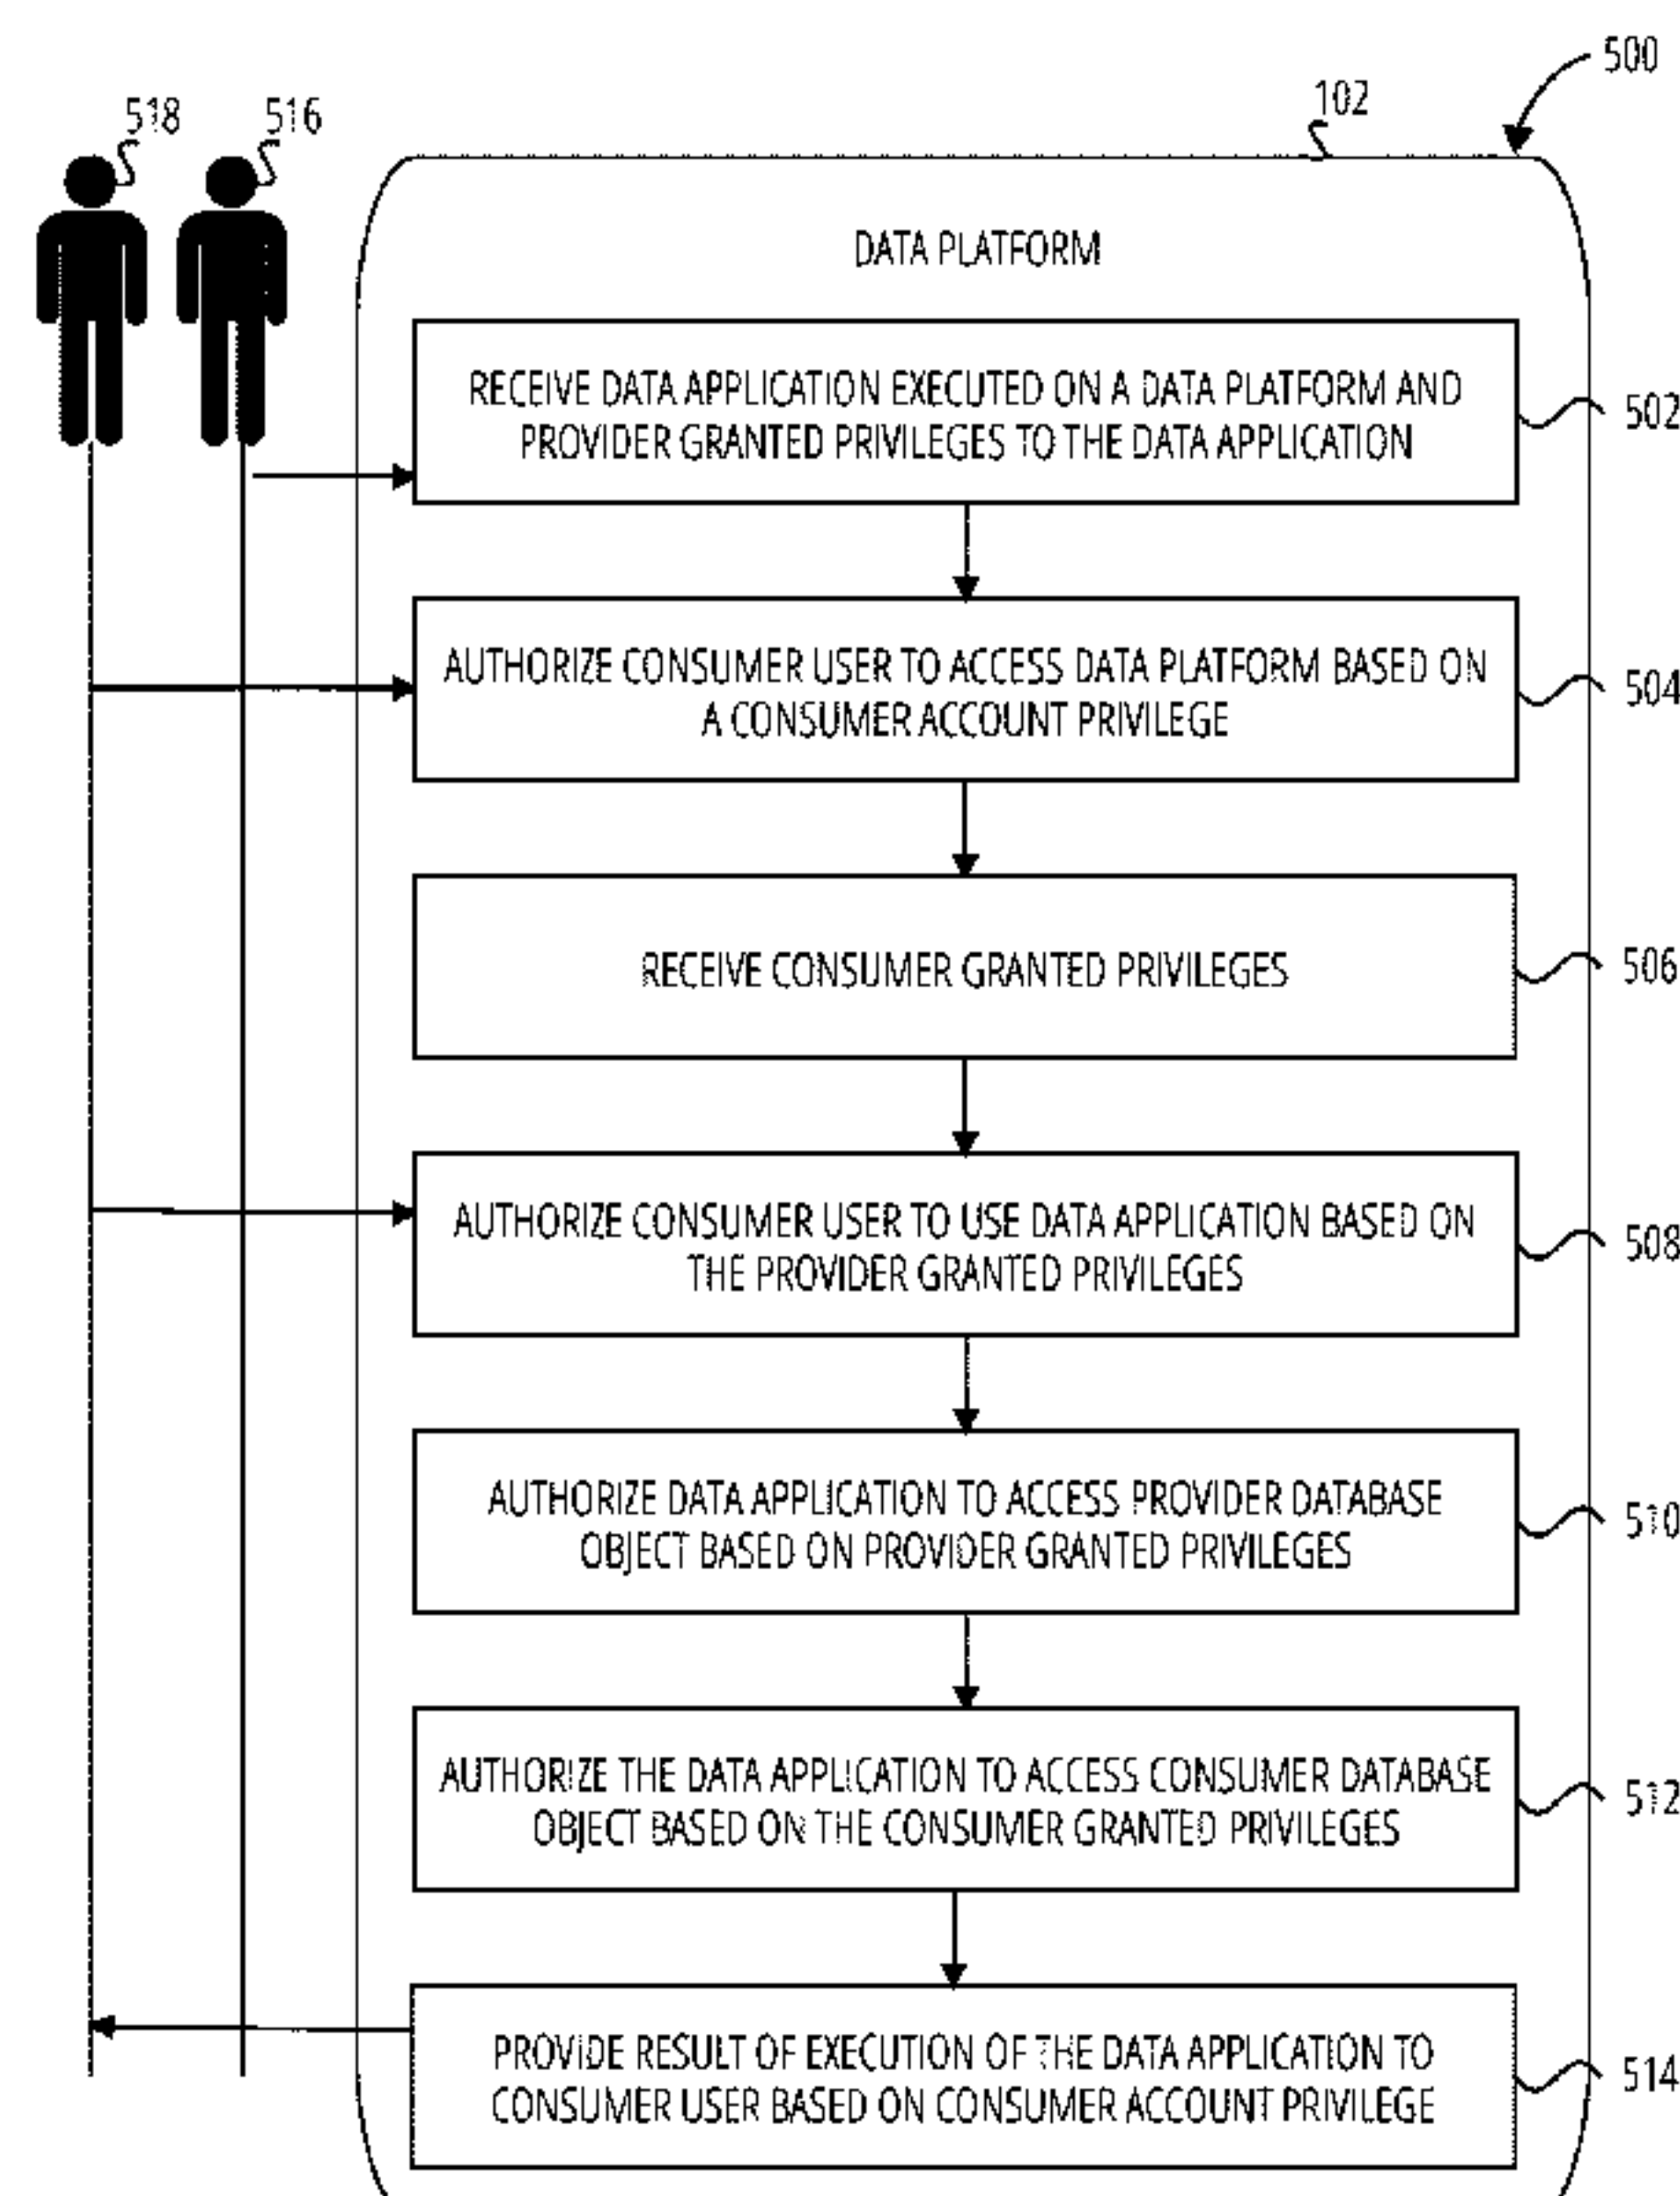 500
102
518
516
DATA PLATFORM
RECEIVE DATA APPLICATION EXECUTED ON A DATA PLATFORM AND
PROVIDER GRANTED PRIVILEGES TO THE DATA APPLICATION
502
AUTHORIZE CONSUMER USER TO ACCESS DATA PLATFORM BASED ON
A CONSUMER ACCOUNT PRIVILEGE
504
RECEIVE CONSUMER GRANTED PRIVILEGES
506
AUTHORIZE CONSUMER USER TO USE DATA APPLICATION BASED ON
THE PROVIDER GRANTED PRIVILEGES
508
AUTHORIZE DATA APPLICATION TO ACCESS PROVIDER DATABASE
OBJECT BASED ON PROVIDER GRANTED PRIVILEGES
510
AUTHORIZE THE DATA APPLICATION TO ACCESS CONSUMER DATABASE
OBJECT BASED ON THE CONSUMER GRANTED PRIVILEGES
512
PROVIDE RESULT OF EXECUTION OF THE DATA APPLICATION TO
CONSUMER USER BASED ON CONSUMER ACCOUNT PRIVILEGE
514